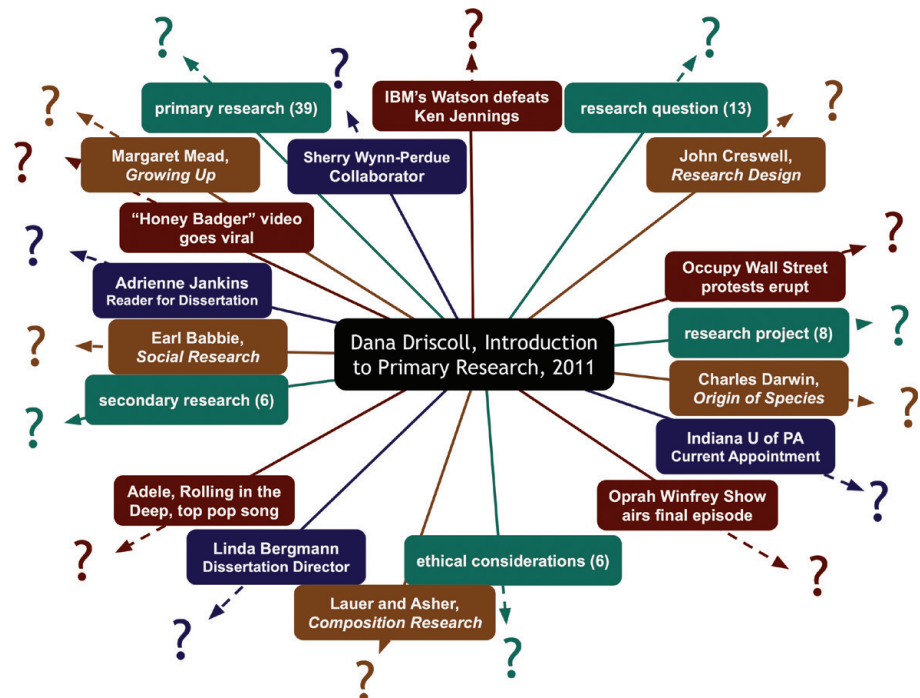 ?
?
?
?
primary research (39)
IBM's Watson defeats
Ken Jennings
research question (13)
?
?
Margaret Mead,
Growing Up
Sherry Wynn-Perdue
Collaborator
John Creswell,
Research Design
?
"Honey Badger" video
goes viral
?
?
Adrienne Jankins
Reader for Dissertation
Occupy Wall Street
protests erupt
?
Earl Babbie,
Social Research
Dana Driscoll, Introduction
to Primary Research, 2011
research project (8)
?
?
secondary research (6)
Charles Darwin,
Origin of Species
?
?
Indiana U of PA
Current Appointment
?
Adele, Rolling in the
Deep, top pop song
Oprah Winfrey Show
airs final episode
?
Linda Bergmann
Dissertation Director
ethical considerations (6)
?
Lauer and Asher,
Composition Research
?
?
?